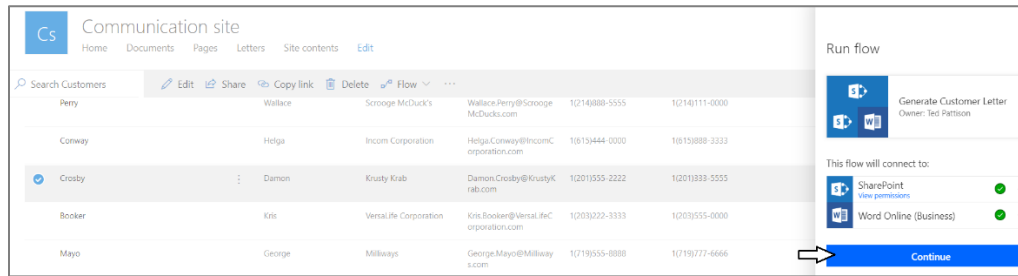 Cs
Communication site
Home Documents Pages Letters Site contents Edit
Search Customers Edit Share Copy link Delete Flow ...
Perry Wallace Scrooge McDuck's Wallace.Perry@Scrooge 1(214)888-5555 1(214)111-0000
McDucks.com
Conway Helga Incom Corporation Helga.Conway@IncomC 1(615)444-0000 1(615)888-3333
orporation.com
Crosby Damon Krusty Krab Damon.Crosby@KrustyK 1(201)555-2222 1(201)333-5555
rab.com
Booker Kris VersaLife Corporation Kris.Booker@VersaLifeC 1(203)222-3333 1(203)555-0000
orporation.com
Mayo George Milliways George.Mayo@Milliway 1(719)555-8888 1(719)777-6666
s.com
Run flow
Generate Customer Letter
Owner: Ted Pattison
This flow will connect to:
SharePoint
View permissions
Word Online (Business)
Continue